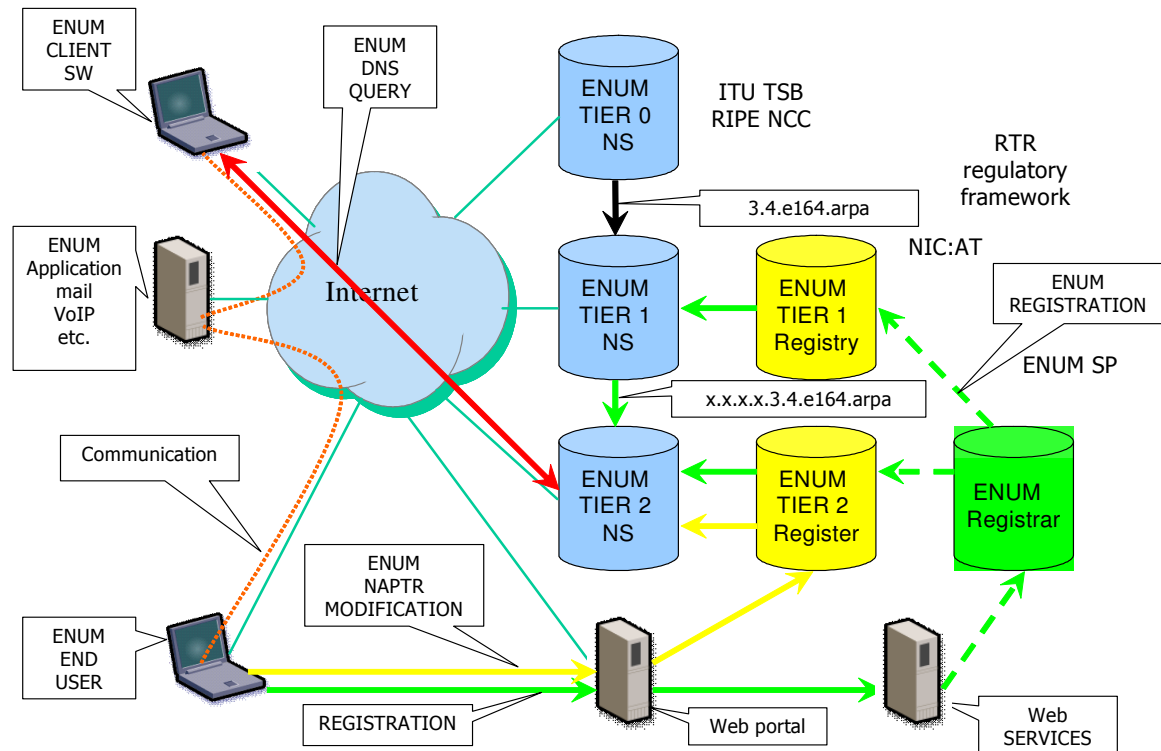 ENUM
CLIENT
SW
ENUM
DNS
QUERY
ENUM
TIER 0
NS
ITU TSB
RIPE NCC
RTR
regulatory
framework
3.4.e164.arpa
NIC:AT
ENUM
Application
mail
VoIP
etc.
Internet
ENUM
TIER 1
NS
ENUM
TIER 1
Registry
ENUM
REGISTRATION
ENUM SP
x.x.x.x.3.4.e164.arpa
Communication
ENUM
TIER 2
NS
ENUM
TIER 2
Register
ENUM
Registrar
ENUM
NAPTR
MODIFICATION
ENUM
END
USER
REGISTRATION
Web portal
Web
SERVICES